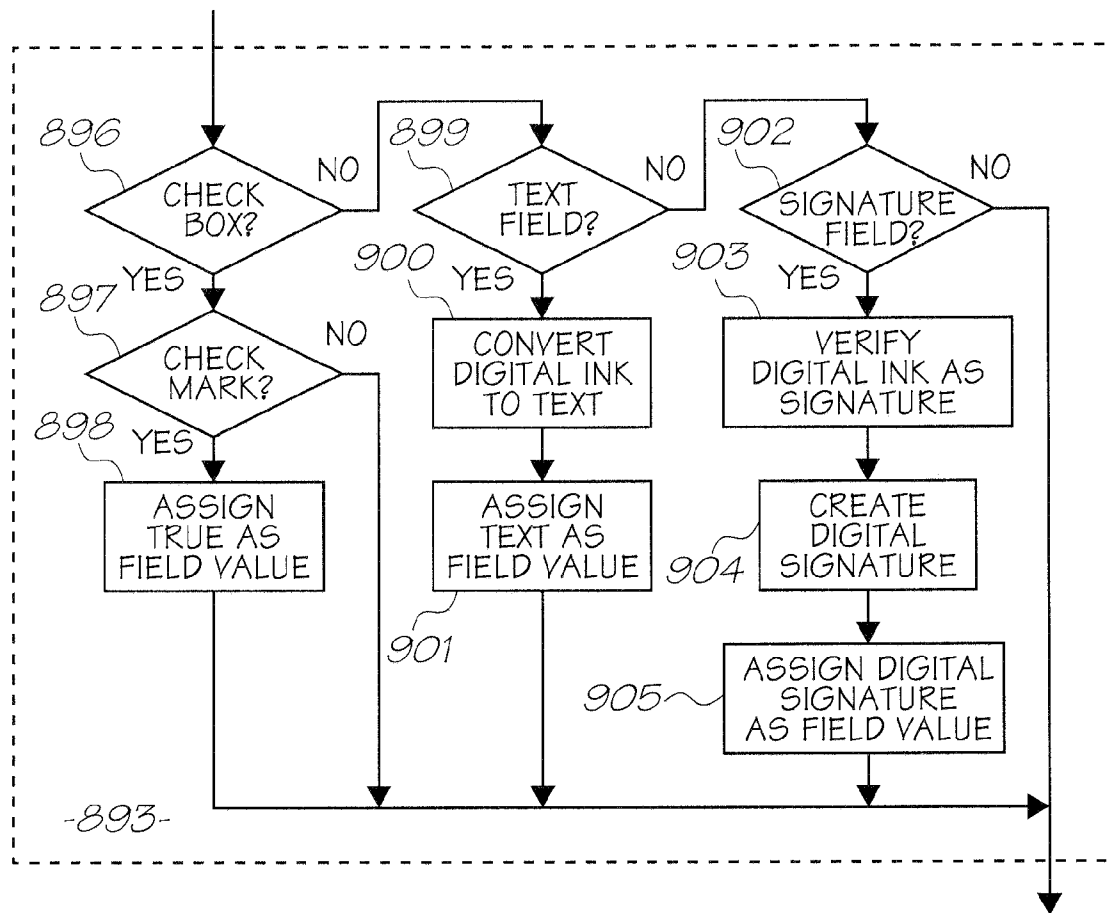 896
CHECK
BOX?
NO
YES
899
TEXT
FIELD?
NO
YES
902
SIGNATURE
FIELD?
NO
YES
897
CHECK
MARK?
NO
YES
900
CONVERT
DIGITAL INK
TO TEXT
903
VERIFY
DIGITAL INK AS
SIGNATURE
898
ASSIGN
TRUE AS
FIELD VALUE
901
ASSIGN
TEXT AS
FIELD VALUE
904
CREATE
DIGITAL
SIGNATURE
905
ASSIGN DIGITAL
SIGNATURE
AS FIELD VALUE
-893-